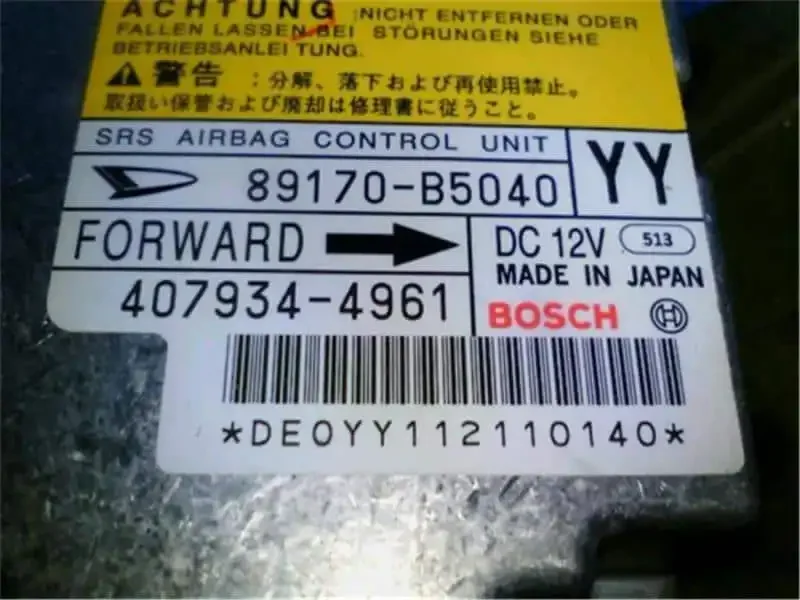 ACHTUNG :NICHT ENTFERNEN ODER
FALLEN LASSEN BEI STÖRUNGEN SIEHE
BETRIEBSANLEITUNG.
警告 : 分解、落下および再使用禁止。
取扱い保管および廃却は修理書に従うこと。
SRS AIRBAG CONTROL UNIT
YY
89170-B5040
FORWARD
DC 12V 513
MADE IN JAPAN
407934-4961
BOSCH
*DE0YY112110140*